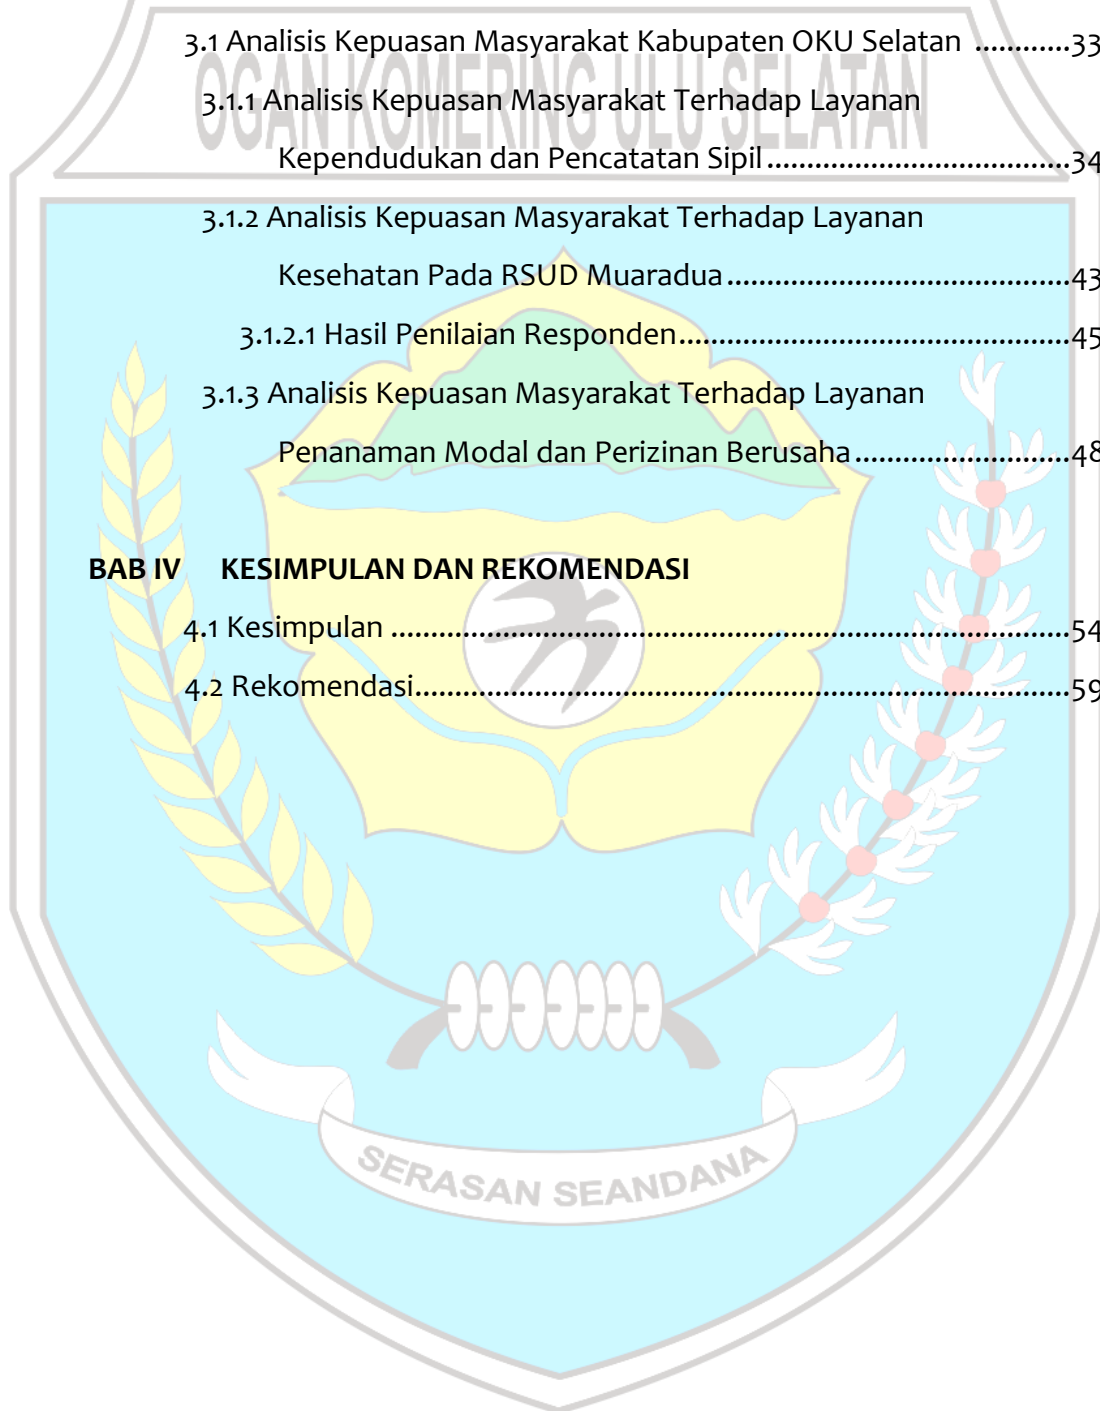 3.1 Analisis Kepuasan Masyarakat Kabupaten OKU Selatan ............33
OGAN KOMERING ULU SELATAN
3.1.1 Analisis Kepuasan Masyarakat Terhadap Layanan
Kependudukan dan Pencatatan Sipil.......................................34
3.1.2 Analisis Kepuasan Masyarakat Terhadap Layanan
Kesehatan Pada RSUD Muaradua............................................43
3.1.2.1 Hasil Penilaian Responden..................................................45
3.1.3 Analisis Kepuasan Masyarakat Terhadap Layanan
Penanaman Modal dan Perizinan Berusaha............................48
BAB IV KESIMPULAN DAN REKOMENDASI
4.1 Kesimpulan .......................................................................................54
4.2 Rekomendasi....................................................................................59
SERASAN SEANDANA